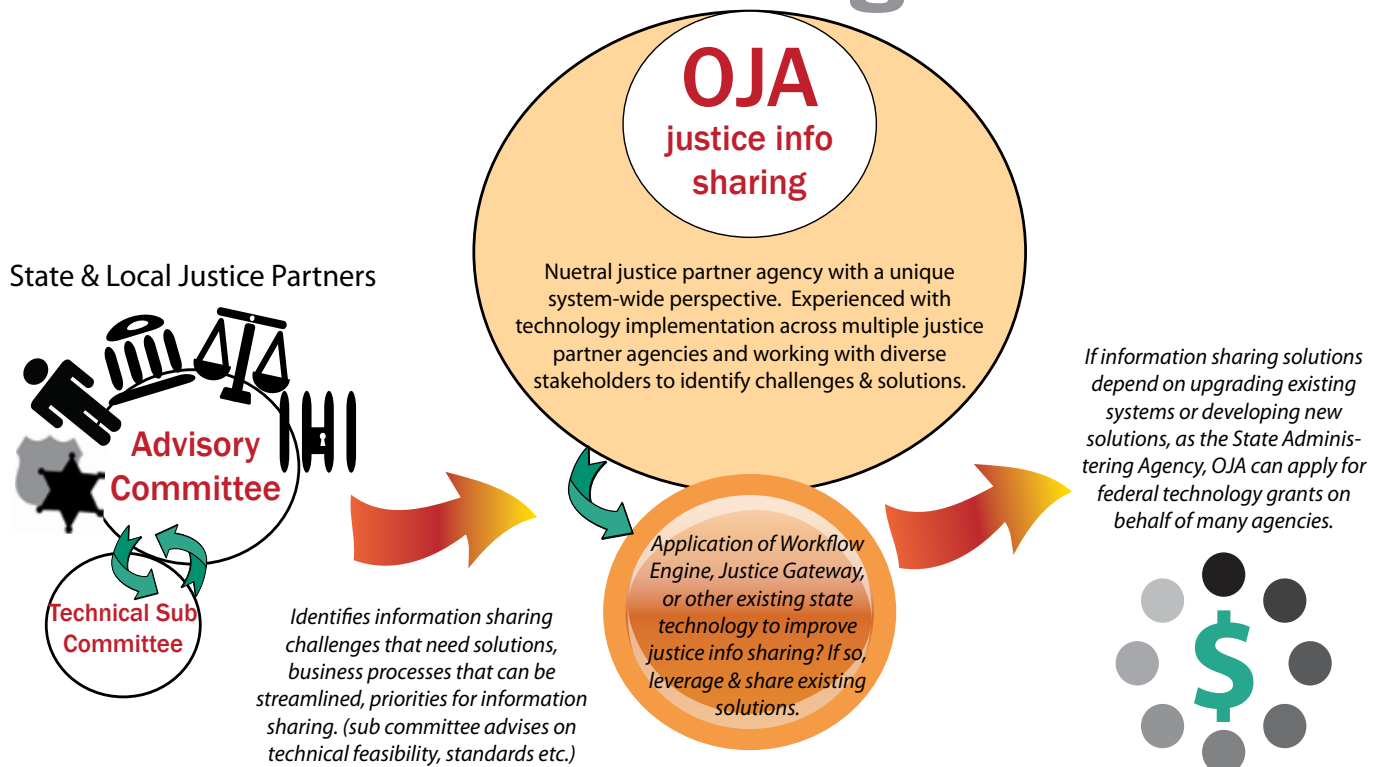 OJA
justice info
sharing
Nuetral justice partner agency with a unique
system-wide perspective. Experienced with
technology implementation across multiple justice
partner agencies and working with diverse
stakeholders to identify challenges & solutions.
State & Local Justice Partners
Advisory
Committee
Technical Sub
Committee
Identifies information sharing
challenges that need solutions,
business processes that can be
streamlined, priorities for information
sharing. (sub committee advises on
technical feasibility, standards etc.)
Application of Workflow
Engine, Justice Gateway,
or other existing state
technology to improve
justice info sharing? If so,
leverage & share existing
solutions.
If information sharing solutions
depend on upgrading existing
systems or developing new
solutions, as the State Adminis-
tering Agency, OJA can apply for
federal technology grants on
behalf of many agencies.
$